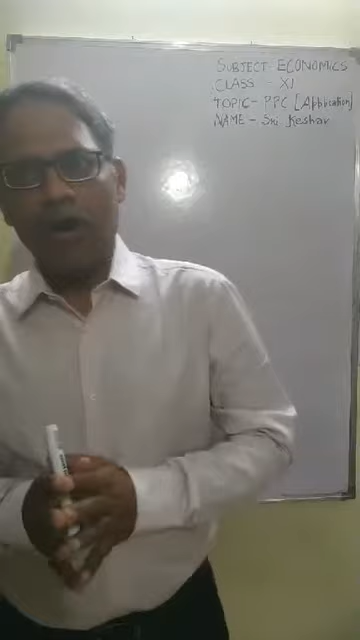 SUBJECT- ECONOMICS
CLASS - XI
TOPIC- PPC [Application]
NAME - Sri Keshav